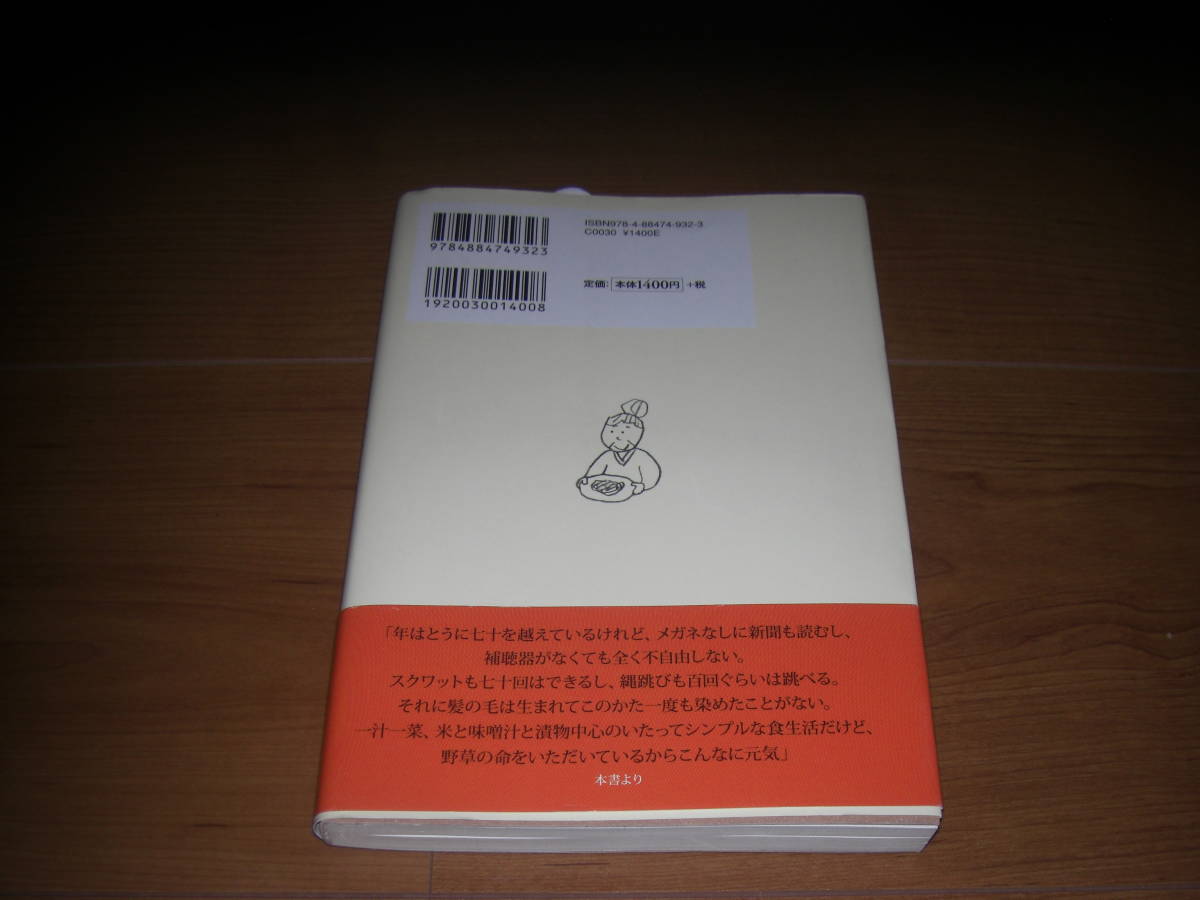 9784884749323
ISBN978-4-88474-932-3
C0030 ¥1400E
1920030014008
定価: 本体1400円 +税
「年はとうに七十を越えているけれど、メガネなしに新聞も読むし、
補聴器がなくても全く不自由しない。
スクワットも七十回はできるし、縄跳びも百回ぐらいは跳べる。
それに髪の毛は生まれてこのかた一度も染めたことがない。
一汁一菜、米と味噌汁と漬物中心のいたってシンプルな食生活だけど、
野草の命をいただいているからこんなに元気」
本書より